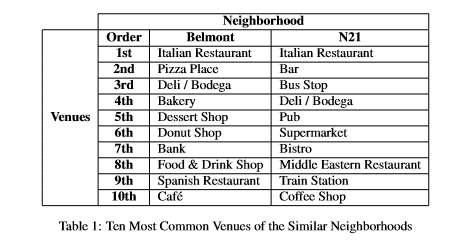 Neighborhood
Order Belmont N21
1st Italian Restaurant Italian Restaurant
2nd Pizza Place Bar
3rd Deli / Bodega Bus Stop
4th Bakery Deli / Bodega
Venues 5th Dessert Shop Pub
6th Donut Shop Supermarket
7th Bank Bistro
8th Food & Drink Shop Middle Eastern Restaurant
9th Spanish Restaurant Train Station
10th Café Coffee Shop
Table 1: Ten Most Common Venues of the Similar Neighborhoods